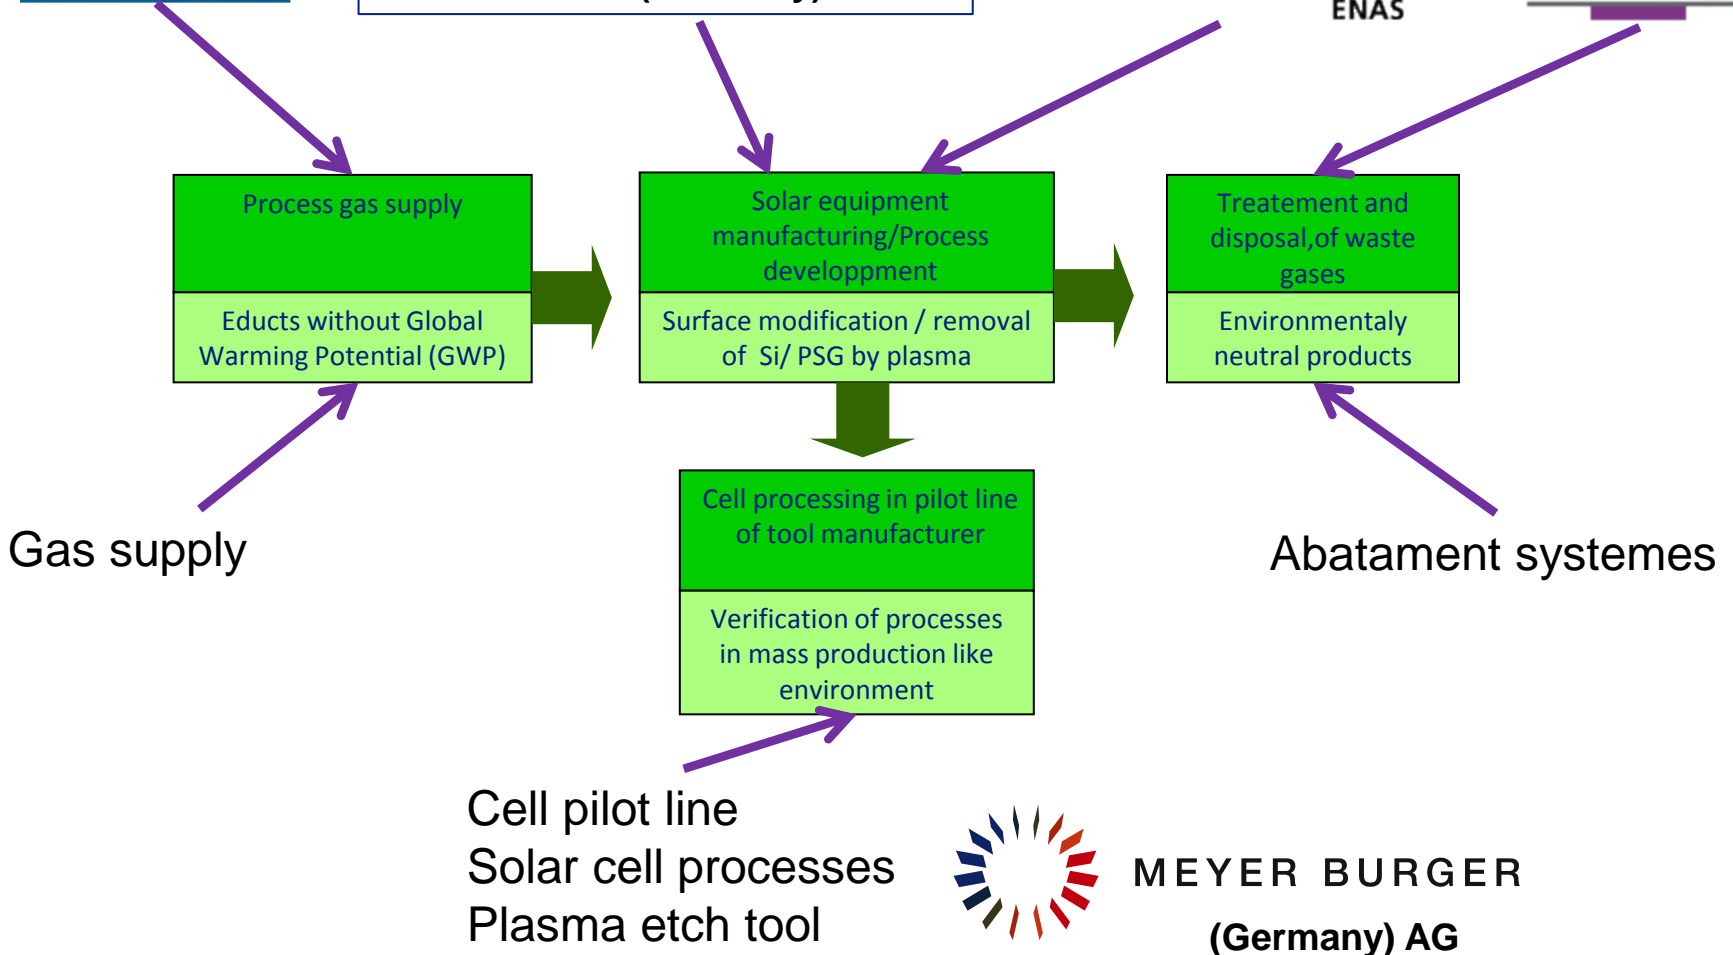 ENAS
Process gas supply
Solar equipment
manufacturing/Process
developpment
Treatement and
disposal,of waste
gases
Educts without Global
Warming Potential (GWP)
Surface modification / removal
of Si/ PSG by plasma
Environmentaly
neutral products
Gas supply
Cell processing in pilot line
of tool manufacturer
Abatament systemes
Verification of processes
in mass production like
environment
Cell pilot line
Solar cell processes
Plasma etch tool
MEYER BURGER
(Germany) AG